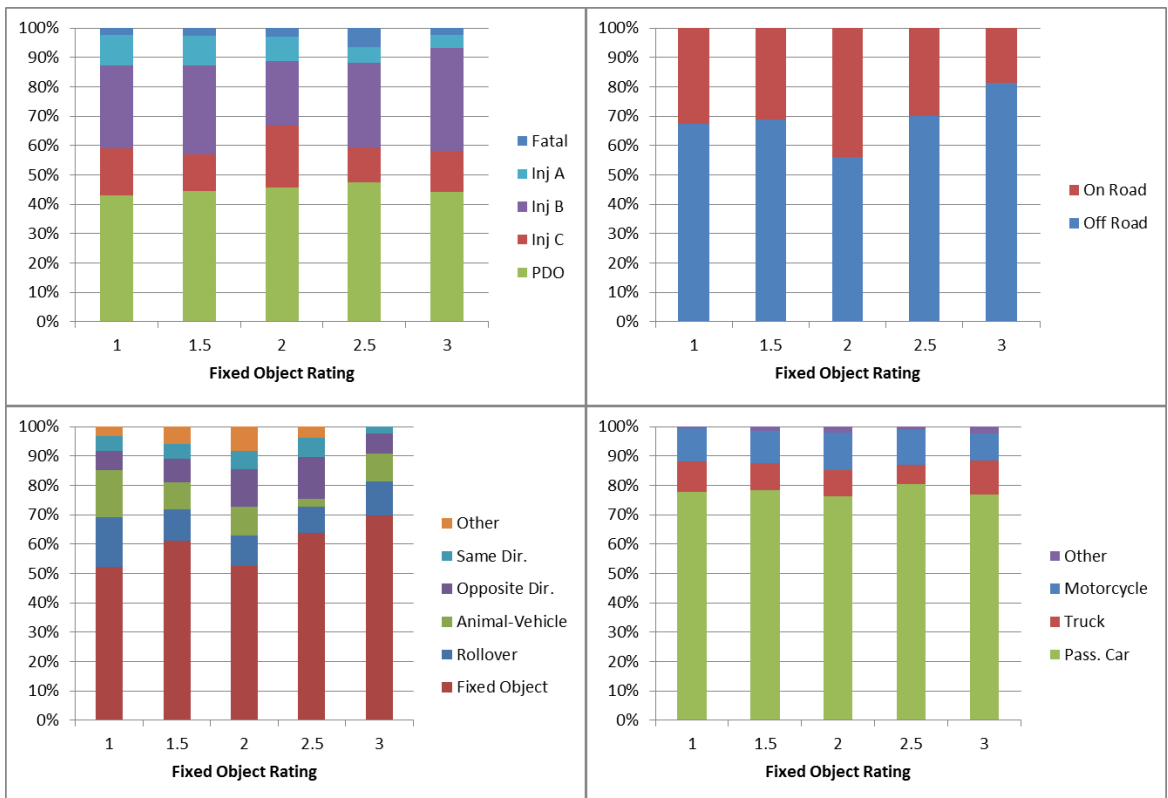 100%
90%
80%
70%
60%
50%
40%
30%
20%
10%
0%
1 1.5 2 2.5 3
Fixed Object Rating
Fatal
Inj A
Inj B
Inj C
PDO
100%
90%
80%
70%
60%
50%
40%
30%
20%
10%
0%
1 1.5 2 2.5 3
Fixed Object Rating
On Road
Off Road
100%
90%
80%
70%
60%
50%
40%
30%
20%
10%
0%
1 1.5 2 2.5 3
Fixed Object Rating
Other
Same Dir.
Opposite Dir.
Animal-Vehicle
Rollover
Fixed Object
100%
90%
80%
70%
60%
50%
40%
30%
20%
10%
0%
1 1.5 2 2.5 3
Fixed Object Rating
Other
Motorcycle
Truck
Pass. Car